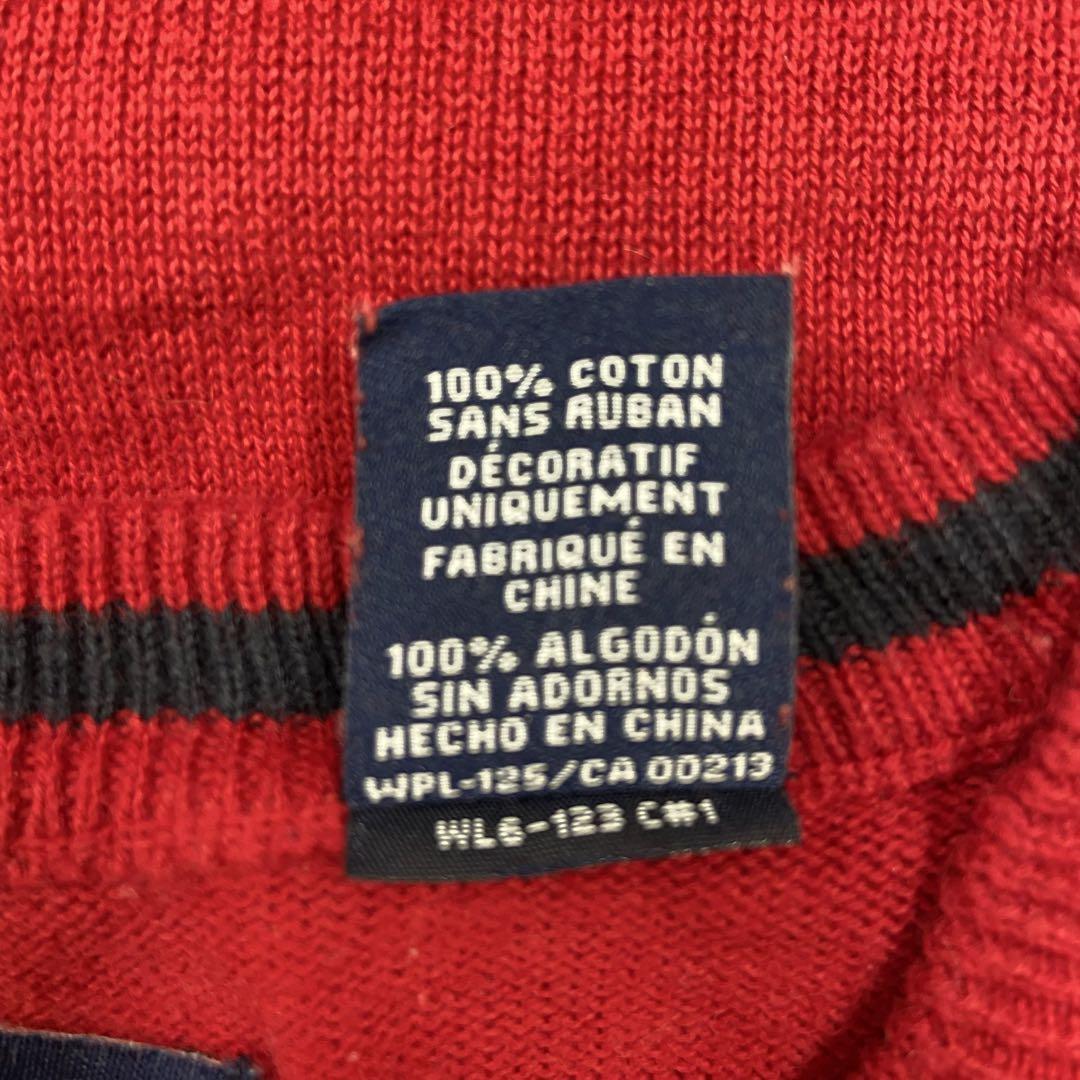 100% COTON
SANS RUBAN
DÉCORATIF
UNIQUEMENT
FABRIQUÉ EN
CHINE
100% ALGODÓN
SIN ADORNOS
HECHO EN CHINA
WPL-125/CA 00213
WL6-123 C#1